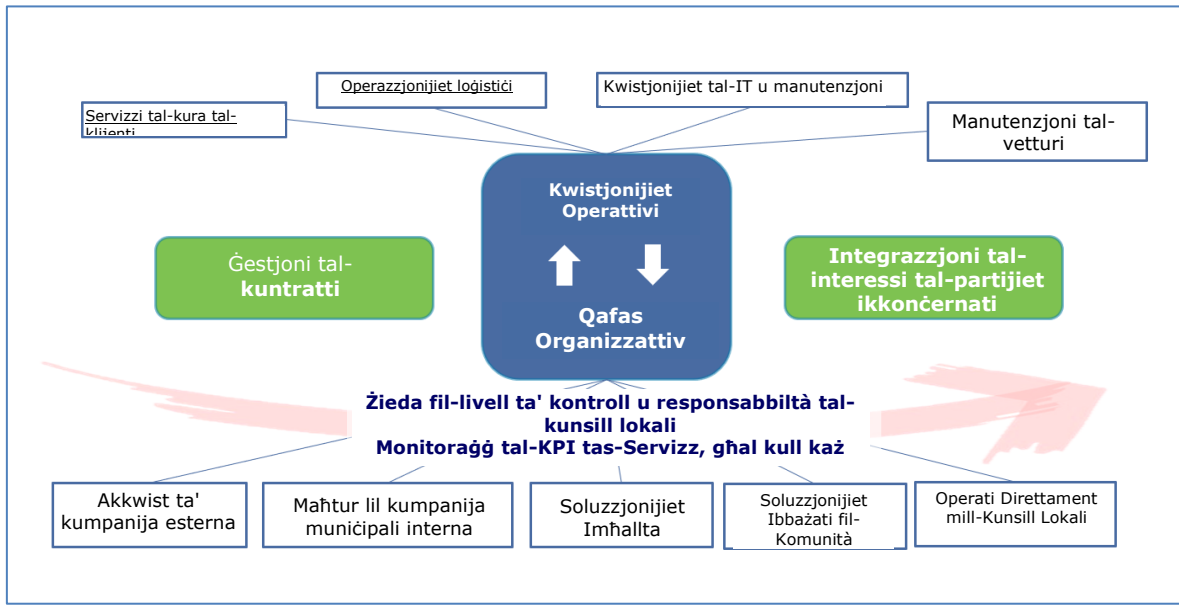 Operazzjonijiet loġistiċi
Kwistjonijiet tal-IT u manutenzjoni
Servizzi tal-kura tal-
klijenti
Manutenzjoni tal-
vetturi
Kwistjonijiet
Operattivi
Ġestjoni tal-
kuntratti
Integrazzjoni tal-
interessi tal-partijiet
ikkonċernati
Qafas
Organizzattiv
Żieda fil-livell ta' kontroll u responsabbiltà tal-
kunsill lokali
Monitoraġġ tal-KPI tas-Servizz, għal kull każ
Akkwist ta'
kumpanija esterna
Maħtur lil kumpanija
muniċipali interna
Soluzzjonijiet
Imħallta
Soluzzjonijiet
Ibbażati fil-
Komunità
Operati Direttament
mill-Kunsill Lokali